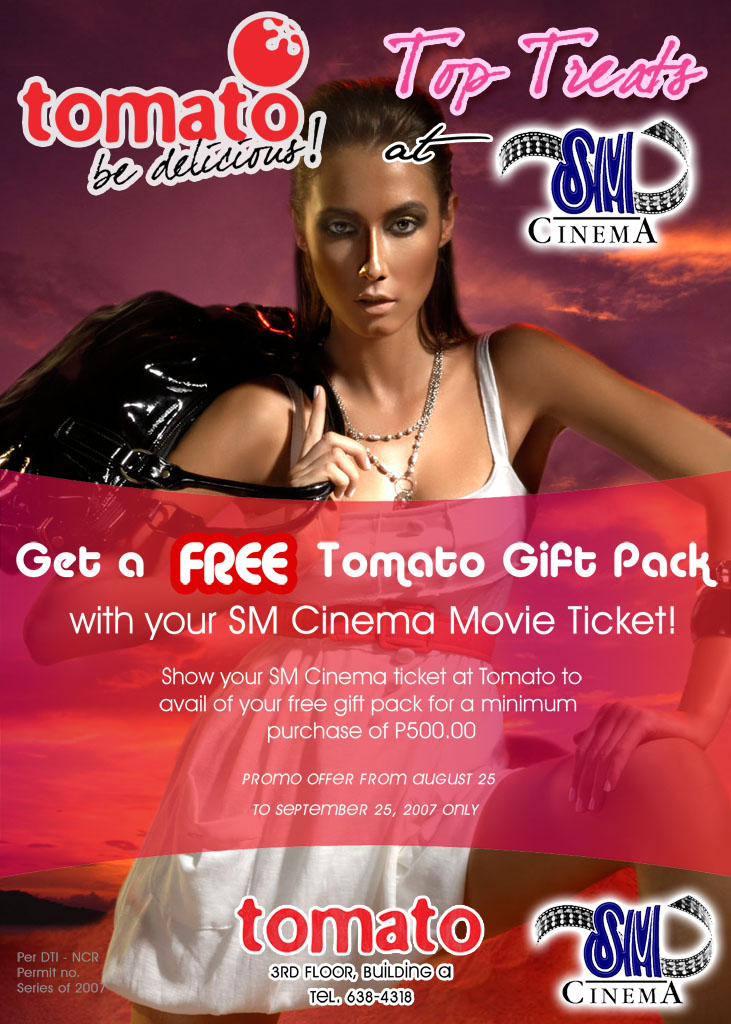 tomato
be delicious!
Top Treats
at
SM
CINEMA
Get a FREE Tomato Gift Pack
with your SM Cinema Movie Ticket!
Show your SM Cinema ticket at Tomato to
avail of your free gift pack for a minimum
purchase of P500.00
PROMO OFFER FROM AUGUST 25
TO SEPTEMBER 25, 2007 ONLY
tomato
3RD FLOOR, BUILDING A
TEL. 638-4318
Per DTI - NCR
Permit no.
Series of 2007
SM
CINEMA